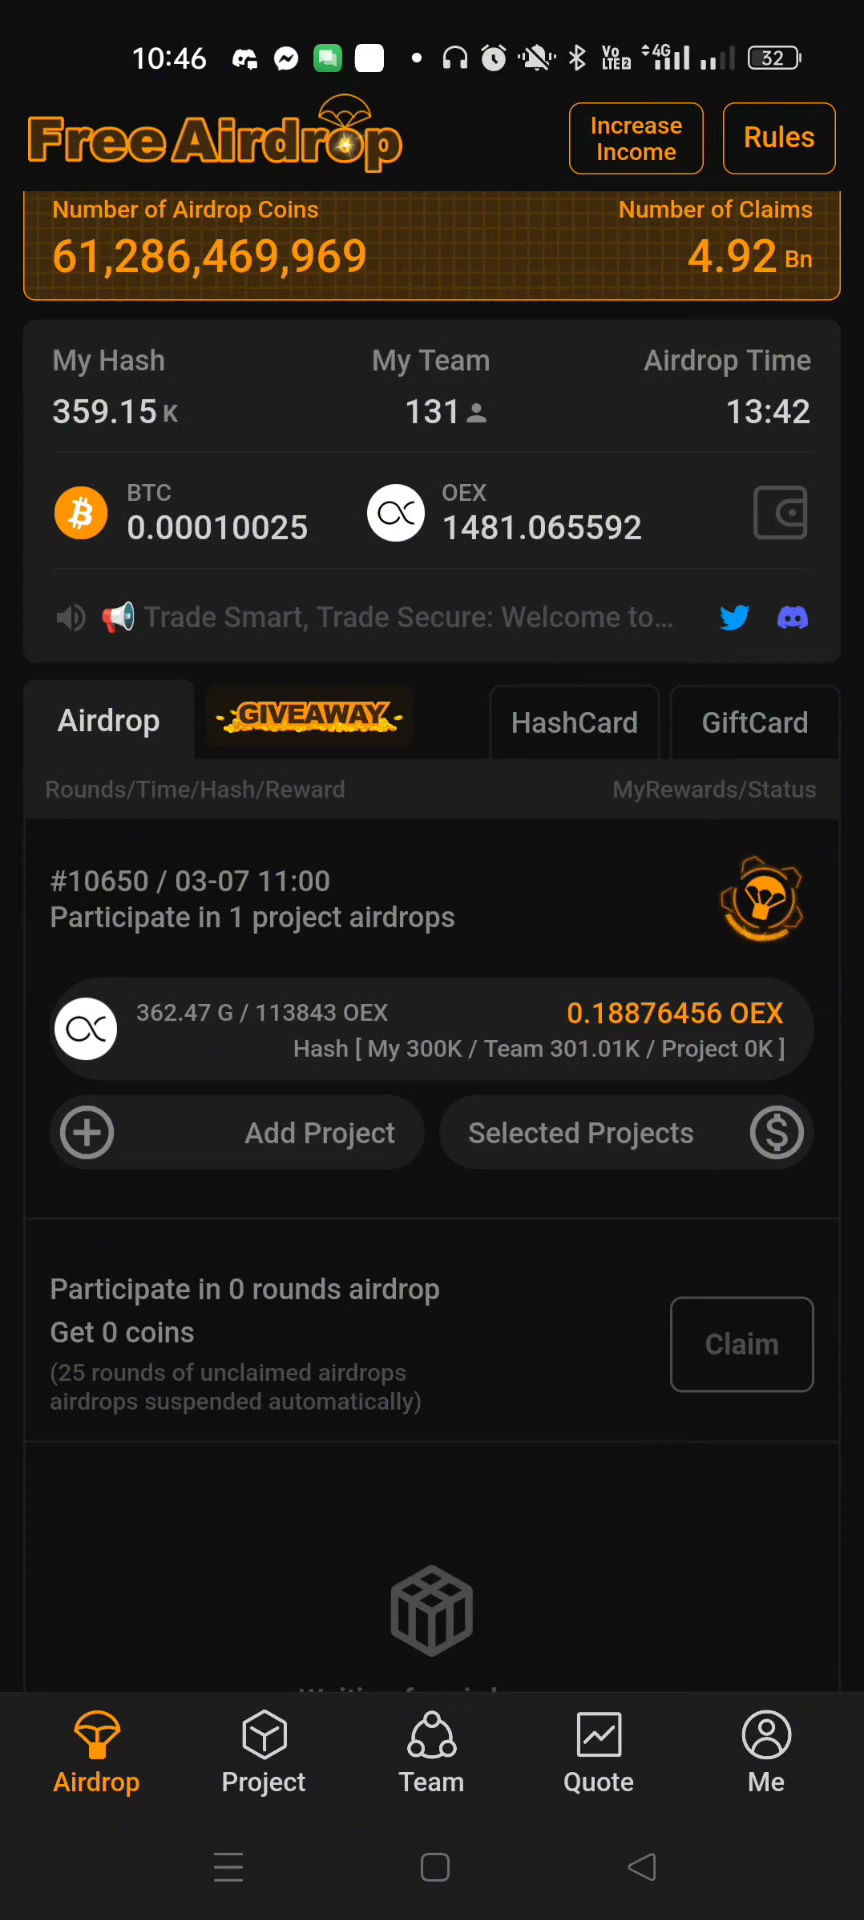 10:46
Vo LTE2 4G 32
Free Airdrop
Increase Income
Rules
Number of Airdrop Coins Number of Claims
61,286,469,969 4.92 Bn
My Hash My Team Airdrop Time
359.15 K 131 13:42
BTC OEX
0.00010025 1481.065592
Trade Smart, Trade Secure: Welcome to...
Airdrop GIVEAWAY HashCard GiftCard
Rounds/Time/Hash/Reward MyRewards/Status
#10650 / 03-07 11:00
Participate in 1 project airdrops
362.47 G / 113843 OEX 0.18876456 OEX
Hash [ My 300K / Team 301.01K / Project 0K ]
Add Project Selected Projects
Participate in 0 rounds airdrop
Get 0 coins
Claim
(25 rounds of unclaimed airdrops
airdrops suspended automatically)
Airdrop Project Team Quote Me